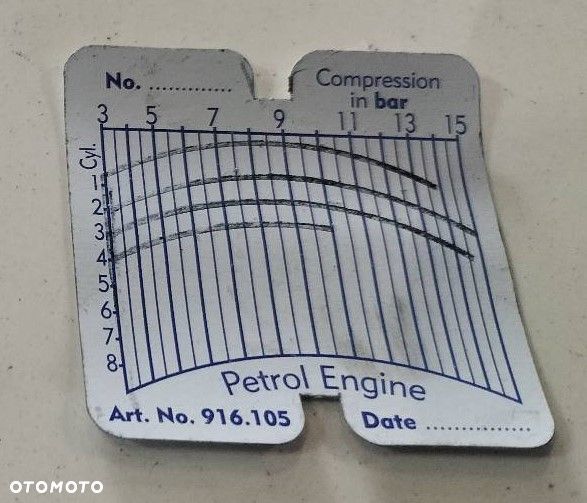 No. ..............
Compression
in bar
3 5 7 9 11 13 15
Cyl.
1
2
3
4
5
6
7
8
Petrol Engine
Art. No. 916.105
Date .................
OTOMOTO